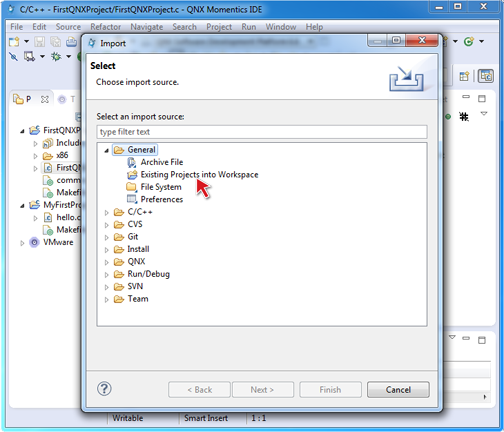 C/C++ - FirstQNXProject/FirstQNXProject.c - QNX Momentics IDE
File Edit Source Refactor Navigate Search Project Run Window Help
Import
Select
Choose import source.
Select an import source:
type filter text
General
Archive File
Existing Projects into Workspace
File System
Preferences
C/C++
CVS
Git
Install
QNX
Run/Debug
SVN
Team
< Back
Next >
Finish
Cancel
P
T
FirstQNXP
Includ
x86
FirstQN
comm
Makef
MyFirstPro
hello.c
Makef
VMware
Writable
Smart Insert
1 : 1